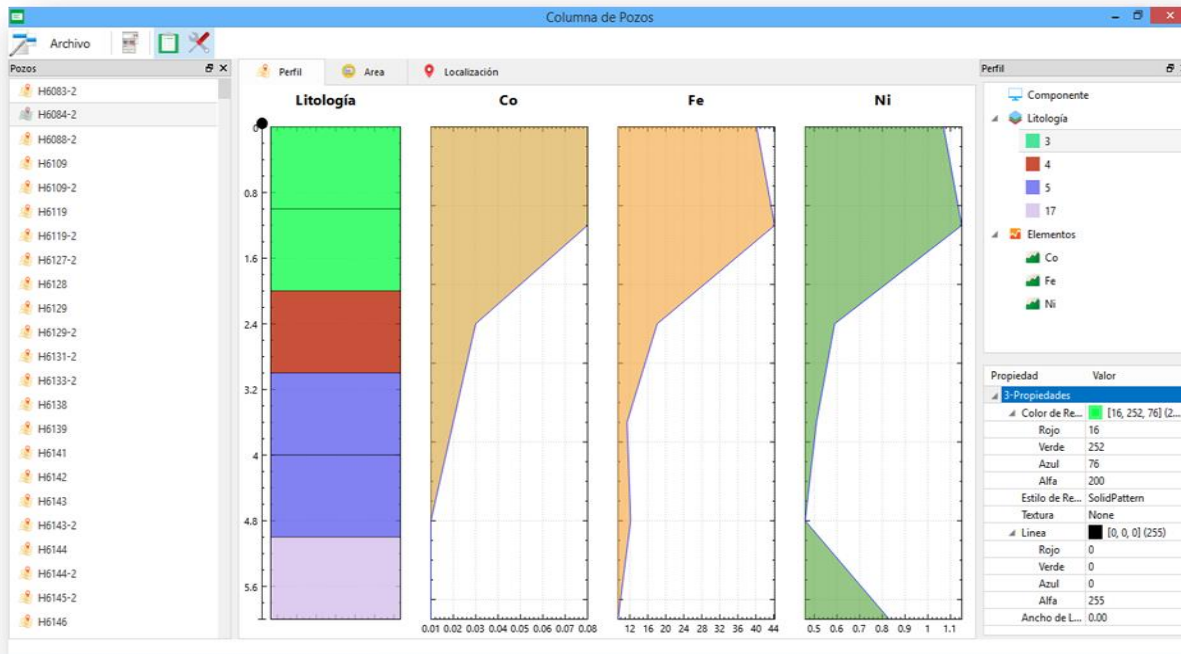 Columna de Pozos
Archivo
Pozos
H6083-2
H6084-2
H6088-2
H6109
H6109-2
H6119
H6119-2
H6127-2
H6128
H6129
H6129-2
H6131-2
H6133-2
H6138
H6139
H6141
H6142
H6143
H6143-2
H6144
H6144-2
H6145-2
H6146
Perfil Area Localización
Litología Co Fe Ni
0
0.8
1.6
2.4
3.2
4
4.8
5.6
0.01 0.02 0.03 0.04 0.05 0.06 0.07 0.08
12 16 20 24 28 32 36 40 44
0.5 0.6 0.7 0.8 0.9 1 1.1
Perfil
Componente
Litología
3
4
5
17
Elementos
Co
Fe
Ni
Propiedad Valor
3-Propiedades
Color de Re... [16, 252, 76] (2...
Rojo 16
Verde 252
Azul 76
Alfa 200
Estilo de Re... SolidPattern
Textura None
Linea [0, 0, 0] (255)
Rojo 0
Verde 0
Azul 0
Alfa 255
Ancho de L... 0.00